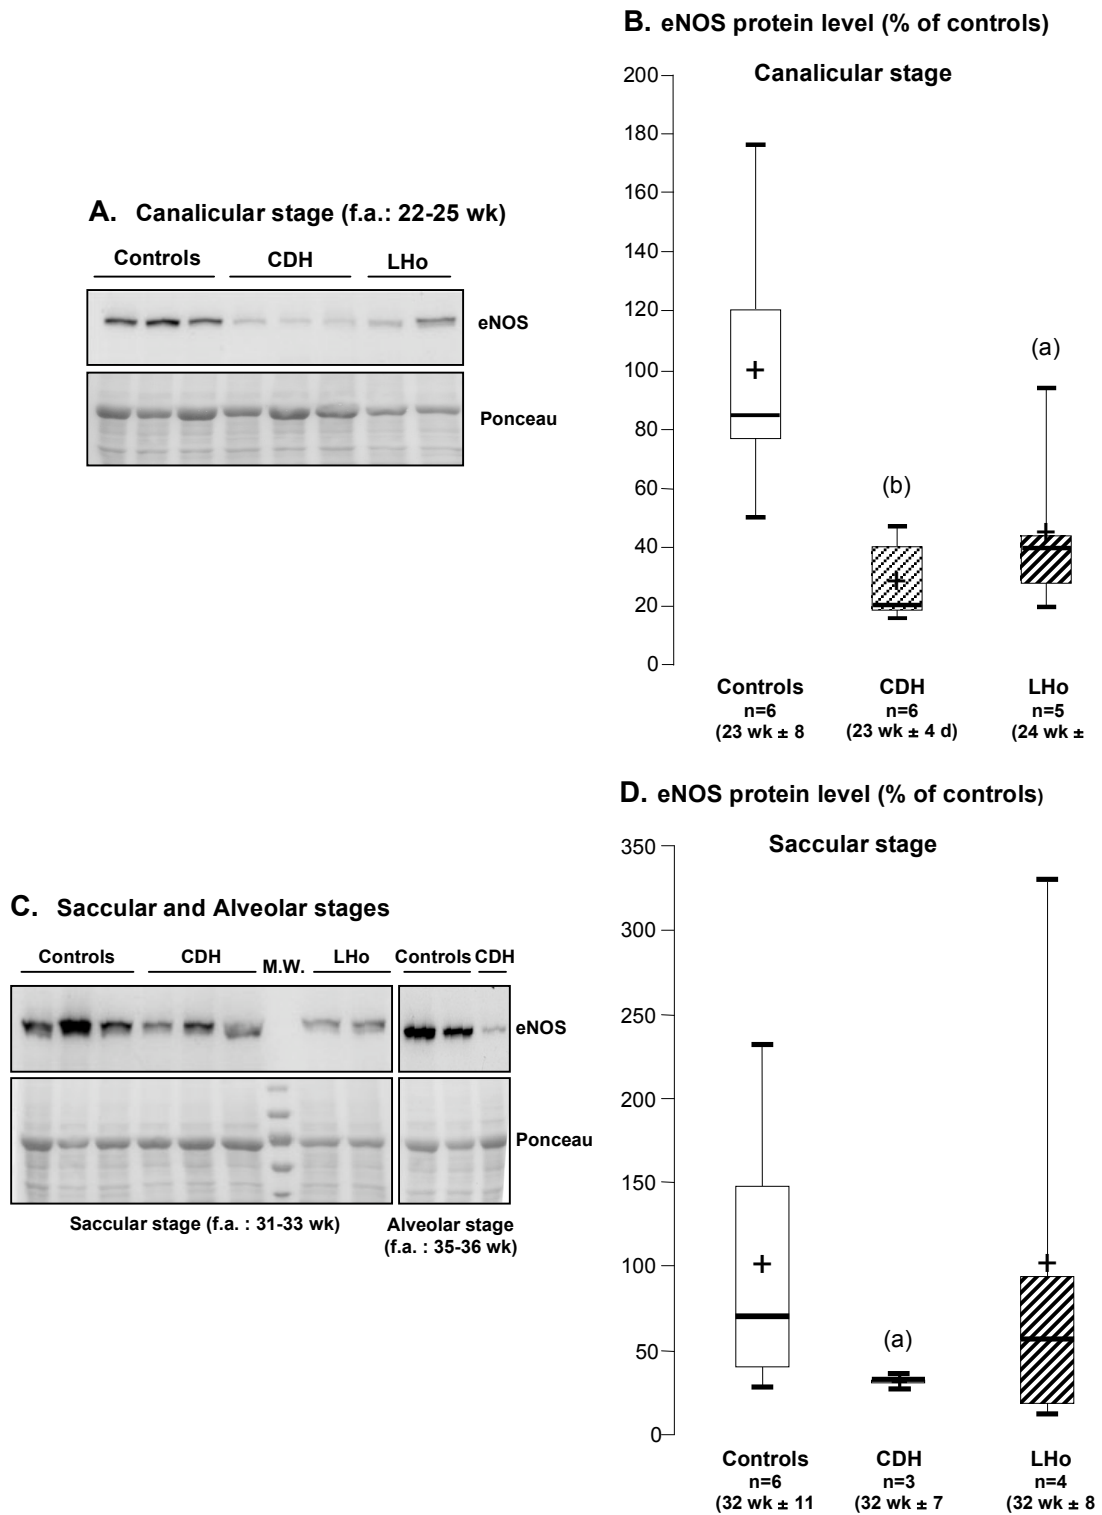 B. eNOS protein level (% of controls)
Canalicular stage
200
180
160
140
120
100
80
60
40
20
0
(b)
(a)
Controls
n=6
(23 wk ± 8
CDH
n=6
(23 wk ± 4 d)
LHo
n=5
(24 wk ±
A. Canalicular stage (f.a.: 22-25 wk)
Controls CDH LHo
eNOS
Ponceau
D. eNOS protein level (% of controls)
Saccular stage
350
300
250
200
150
100
50
0
(a)
Controls
n=6
(32 wk ± 11
CDH
n=3
(32 wk ± 7
LHo
n=4
(32 wk ± 8
C. Saccular and Alveolar stages
Controls CDH M.W. LHo Controls CDH
eNOS
Ponceau
Saccular stage (f.a. : 31-33 wk)
Alveolar stage
(f.a. : 35-36 wk)